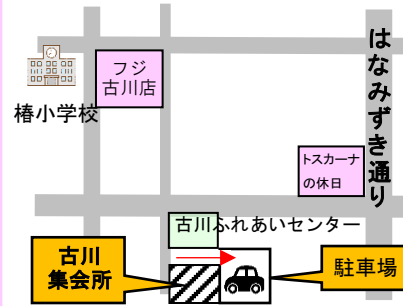 は
な
み
ず
き
通
り
フジ
古川店
椿小学校
トスカーナ
の休日
古川ふれあいセンター
古川
集会所
駐車場